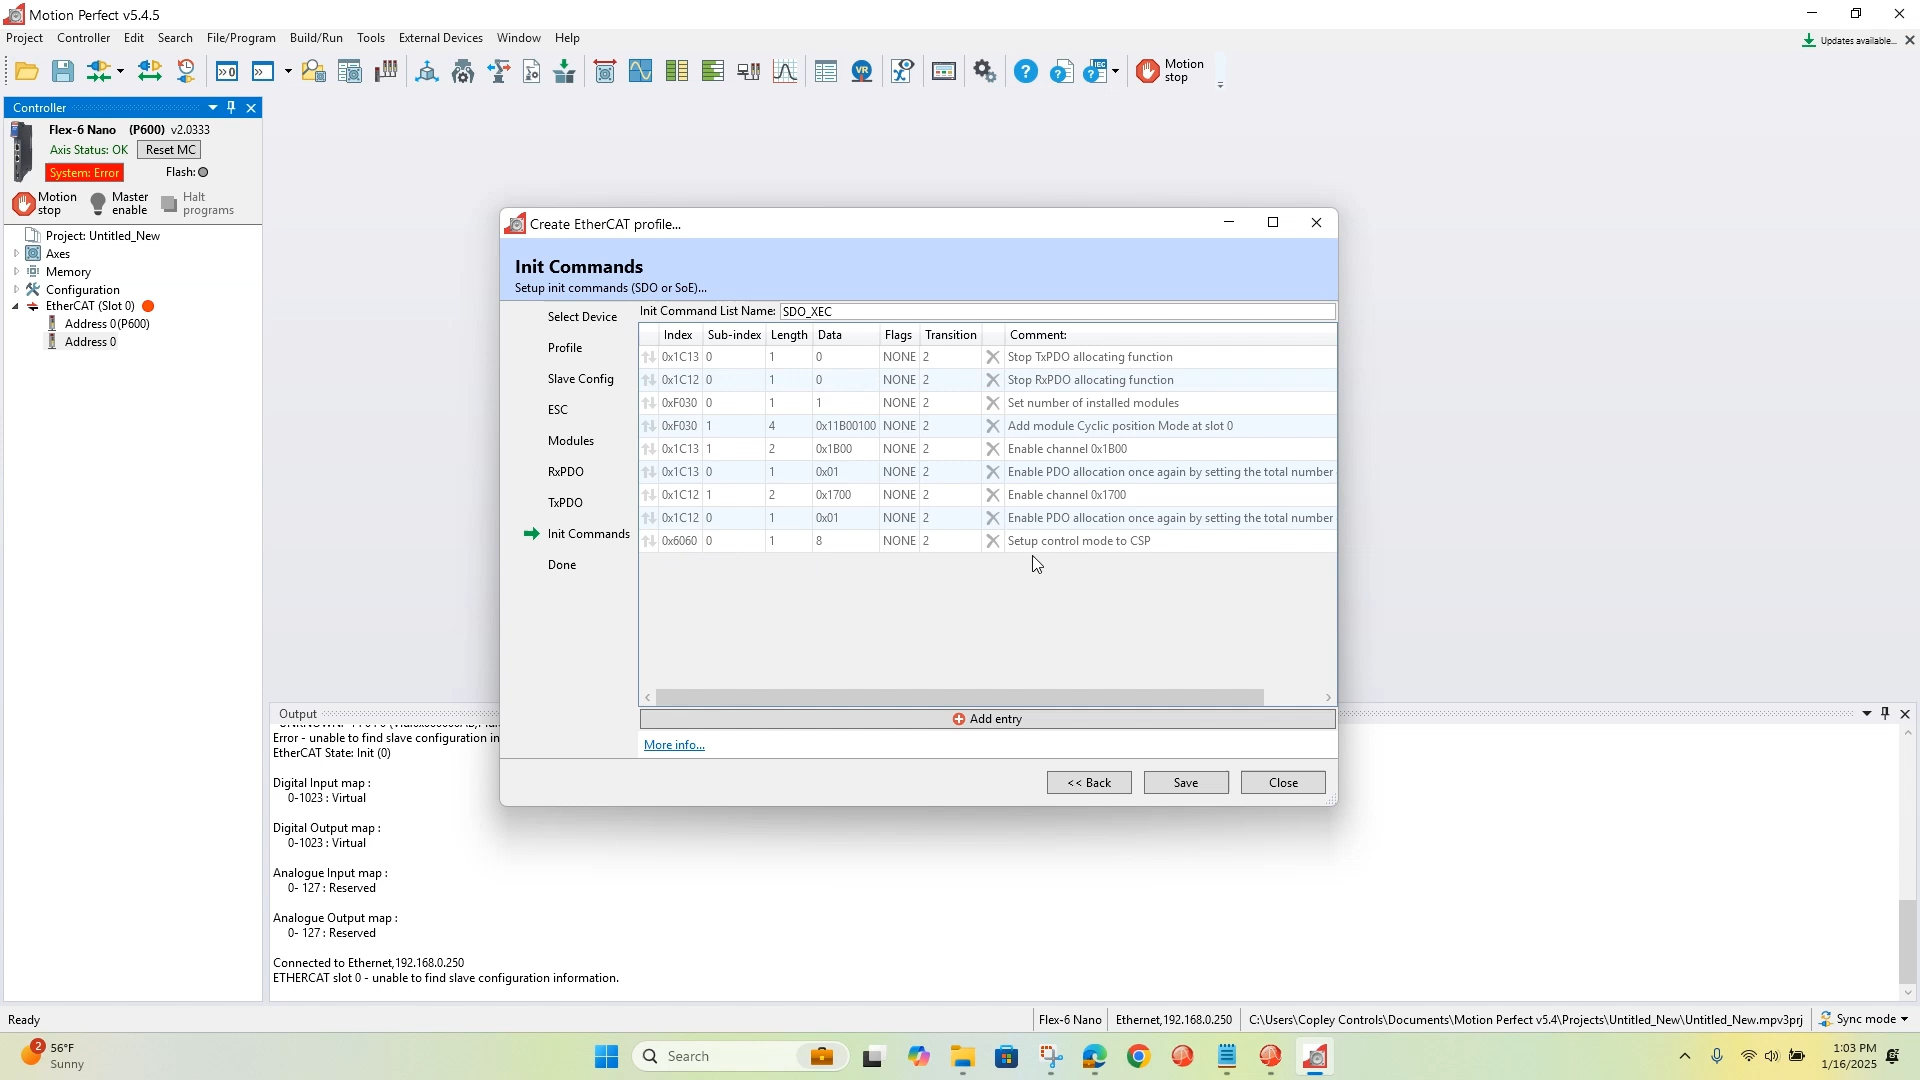 Motion Perfect v5.4.5
Project Controller Edit Search File/Program Build/Run Tools External Devices Window Help
Updates available...
Motion stop
Controller
Flex-6 Nano (P600) v2.0333
Axis Status: OK Reset MC
System: Error Flash:
Motion stop Master enable Halt programs
Project: Untitled_New
Axes
Memory
Configuration
EtherCAT (Slot 0)
Address 0(P600)
Address 0
Create EtherCAT profile...
Init Commands
Setup init commands (SDO or SoE)...
Select Device
Profile
Slave Config
ESC
Modules
RxPDO
TxPDO
Init Commands
Done
Init Command List Name: SDO_XEC
Index Sub-index Length Data Flags Transition Comment:
0x1C13 0 1 0 NONE 2 Stop TxPDO allocating function
0x1C12 0 1 0 NONE 2 Stop RxPDO allocating function
0xF030 0 1 1 NONE 2 Set number of installed modules
0xF030 1 4 0x11B00100 NONE 2 Add module Cyclic position Mode at slot 0
0x1C13 1 2 0x1B00 NONE 2 Enable channel 0x1B00
0x1C13 0 1 0x01 NONE 2 Enable PDO allocation once again by setting the total number
0x1C12 1 2 0x1700 NONE 2 Enable channel 0x1700
0x1C12 0 1 0x01 NONE 2 Enable PDO allocation once again by setting the total number
0x6060 0 1 8 NONE 2 Setup control mode to CSP
Add entry
More info...
<< Back Save Close
Output
Error - unable to find slave configuration in
EtherCAT State: Init (0)
Digital Input map :
0-1023 : Virtual
Digital Output map :
0-1023 : Virtual
Analogue Input map :
0- 127 : Reserved
Analogue Output map :
0- 127 : Reserved
Connected to Ethernet,192.168.0.250
ETHERCAT slot 0 - unable to find slave configuration information.
Ready Flex-6 Nano Ethernet,192.168.0.250 C:\Users\Copley Controls\Documents\Motion Perfect v5.4\Projects\Untitled_New\Untitled_New.mpv3prj Sync mode
2
56°F
Sunny
Search
1:03 PM
1/16/2025